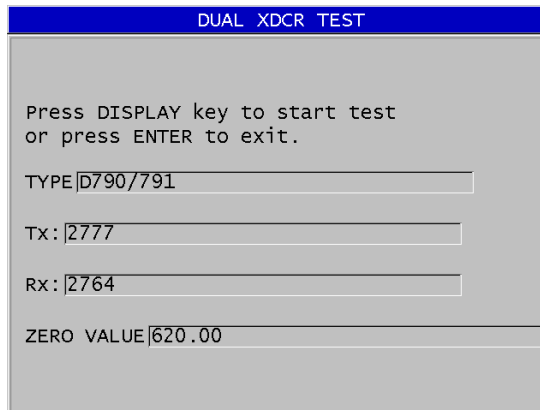 DUAL XDCR TEST
Press DISPLAY key to start test
or press ENTER to exit.
TYPE D790/791
Tx: 2777
Rx: 2764
ZERO VALUE 620.00